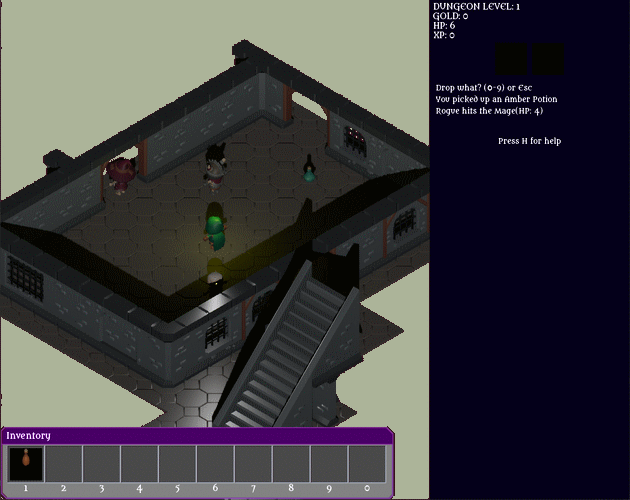 DUNGEON LEVEL: 1
GOLD: 0
HP: 6
XP: 0
Drop what? (0-9) or Esc
You picked up an Amber Potion
Rogue hits the Mage(HP: 4)
Press H for help
Inventory
1 2 3 4 5 6 7 8 9 0